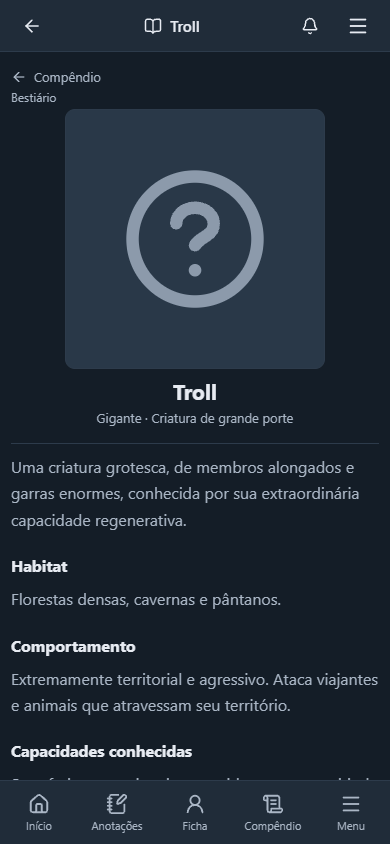 Troll
Compêndio
Bestiário
Troll
Gigante · Criatura de grande porte
Uma criatura grotesca, de membros alongados e
garras enormes, conhecida por sua extraordinária
capacidade regenerativa.
Habitat
Florestas densas, cavernas e pântanos.
Comportamento
Extremamente territorial e agressivo. Ataca viajantes
e animais que atravessam seu território.
Capacidades conhecidas
Início
Anotações
Ficha
Compêndio
Menu